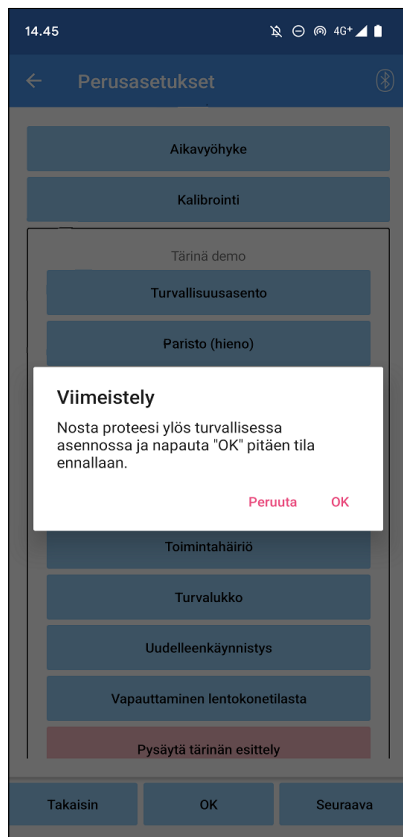 14.45
4G+
Perusasetukset
Aikavyöhyke
Kalibrointi
Tärinä demo
Turvallisuusasento
Paristo (hieno)
Viimeistely
Nosta proteesi ylös turvallisessa
asennossa ja napauta "OK" pitäen tila
ennallaan.
Peruuta OK
Toimintahäiriö
Turvalukko
Uudelleenkäynnistys
Vapauttaminen lentokonetilasta
Pysäytä tärinän esittely
Takaisin OK Seuraava